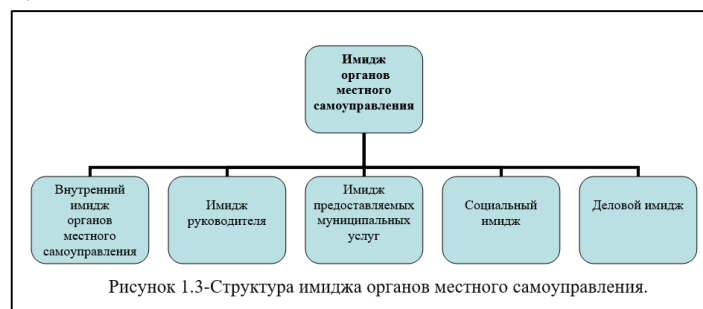 Имидж
органов
местного
самоуправления
Внутренний
имидж
органов
местного
самоуправления
Имидж
руководителя
Имидж
предоставляемых
муниципальных
услуг
Социальный
имидж
Деловой имидж
Рисунок 1.3-Структура имиджа органов местного самоуправления.